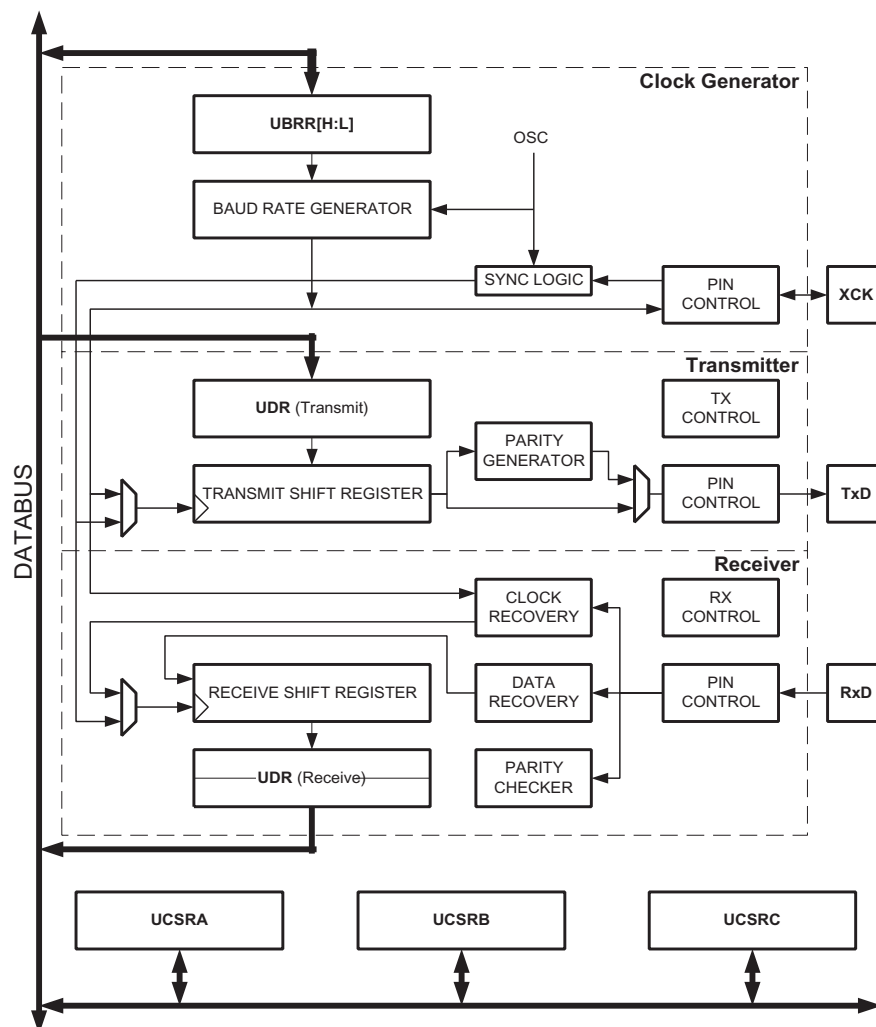 Clock Generator
UBRR[H:L]
OSC
BAUD RATE GENERATOR
SYNC LOGIC
PIN
CONTROL
XCK
Transmitter
UDR (Transmit)
TX
CONTROL
PARITY
GENERATOR
TRANSMIT SHIFT REGISTER
PIN
CONTROL
TxD
DATABUS
Receiver
CLOCK
RECOVERY
RX
CONTROL
RECEIVE SHIFT REGISTER
DATA
RECOVERY
PIN
CONTROL
RxD
UDR (Receive)
PARITY
CHECKER
UCSRA
UCSRB
UCSRC